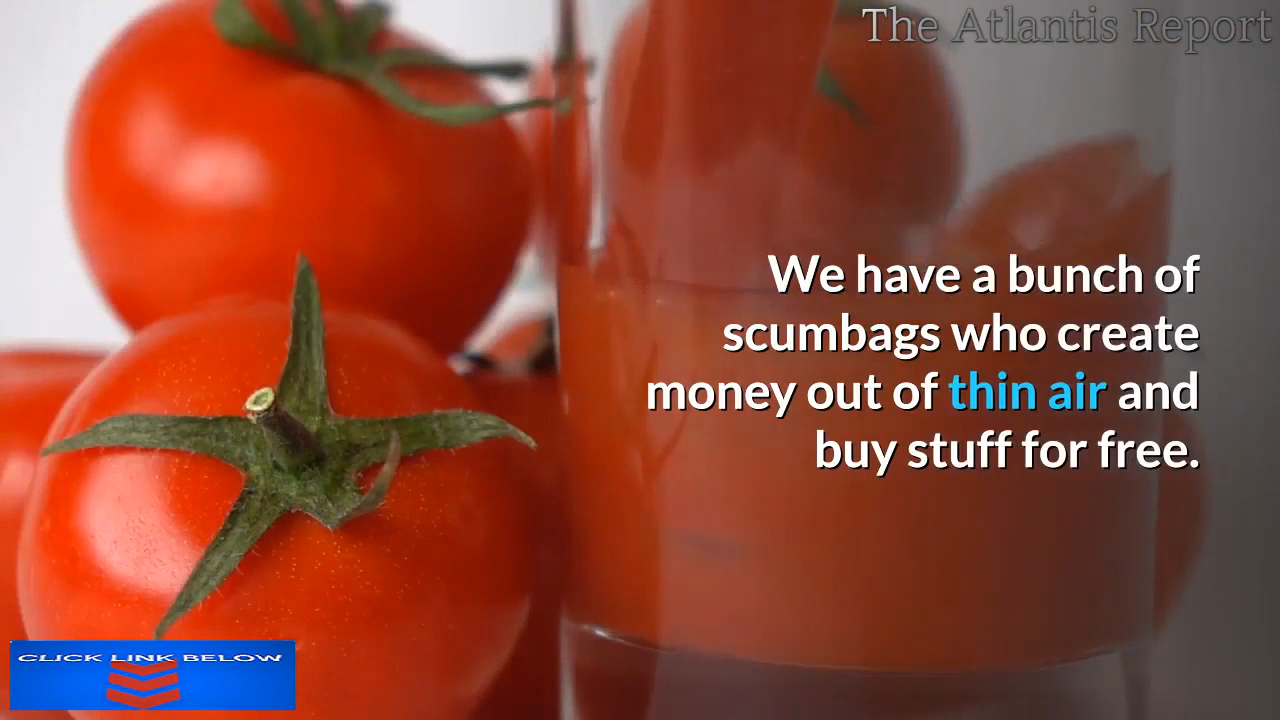 The Atlantis Report
We have a bunch of
scumbags who create
money out of thin air and
buy stuff for free.
CLICK LINK BELOW